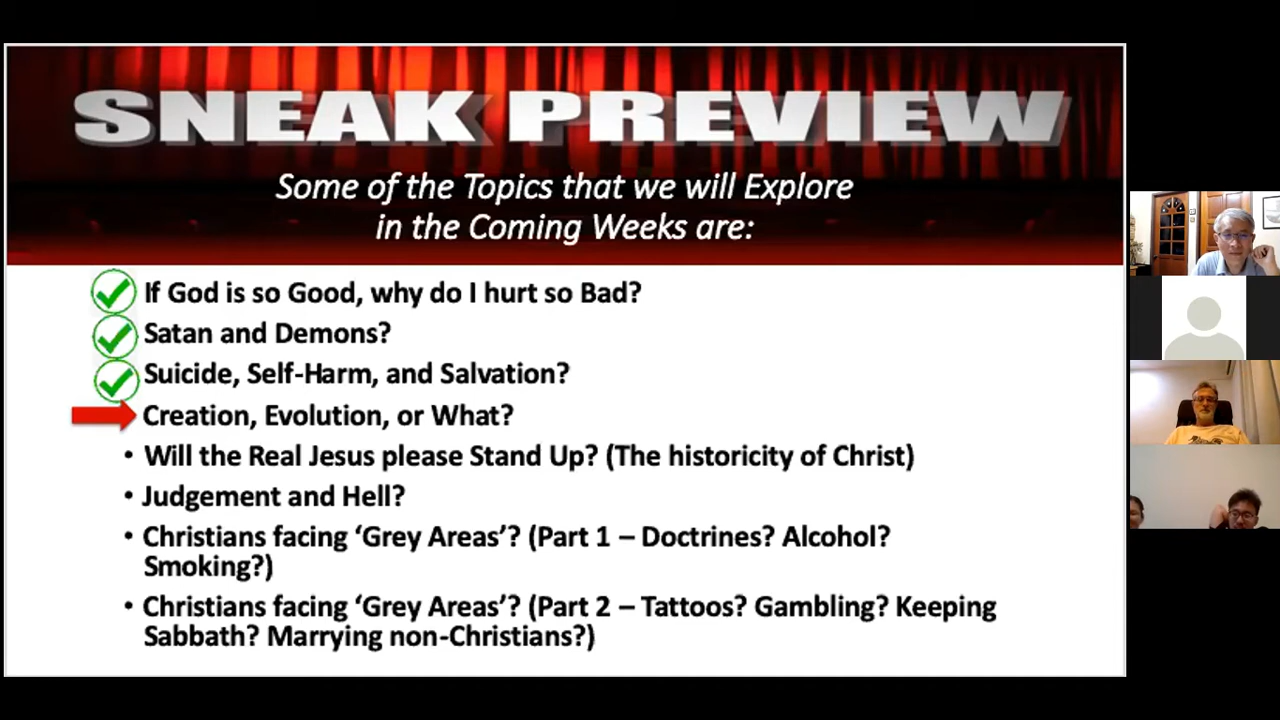 SNEAK PREVIEW
Some of the Topics that we will Explore
in the Coming Weeks are:
If God is so Good, why do I hurt so Bad?
Satan and Demons?
Suicide, Self-Harm, and Salvation?
Creation, Evolution, or What?
• Will the Real Jesus please Stand Up? (The historicity of Christ)
• Judgement and Hell?
• Christians facing ‘Grey Areas’? (Part 1 – Doctrines? Alcohol?
Smoking?)
• Christians facing ‘Grey Areas’? (Part 2 – Tattoos? Gambling? Keeping
Sabbath? Marrying non-Christians?)